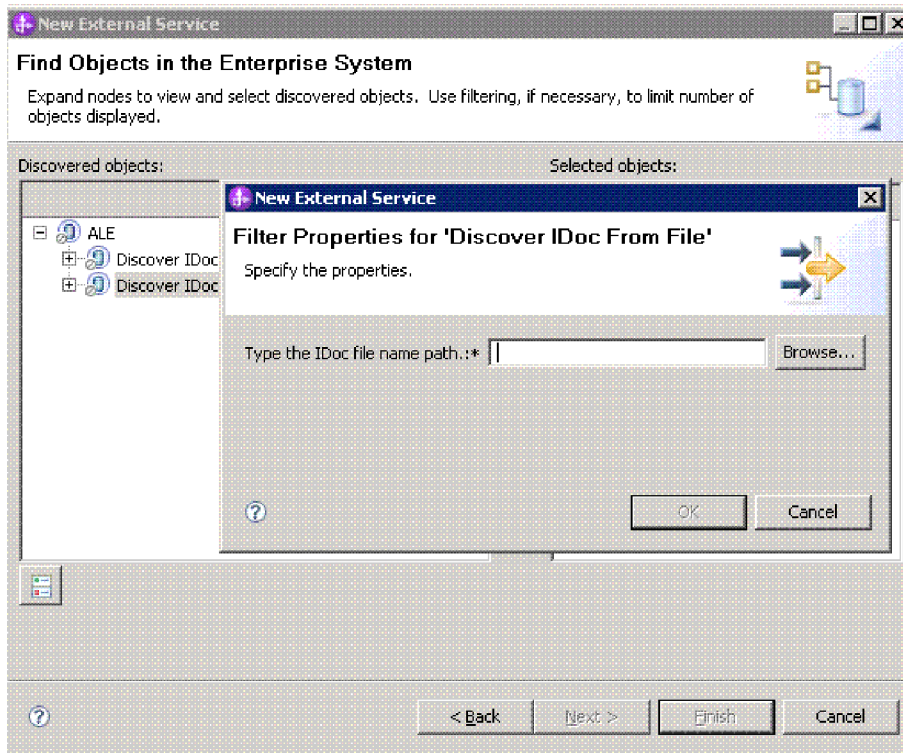 New External Service
Find Objects in the Enterprise System
Expand nodes to view and select discovered objects. Use filtering, if necessary, to limit number of
objects displayed.
Discovered objects:
Selected objects:
ALE
Discover IDoc
Discover IDoc
New External Service
Filter Properties for 'Discover IDoc From File'
Specify the properties.
Type the IDoc file name path.:*
Browse...
?
OK
Cancel
?
< Back
Next >
Finish
Cancel